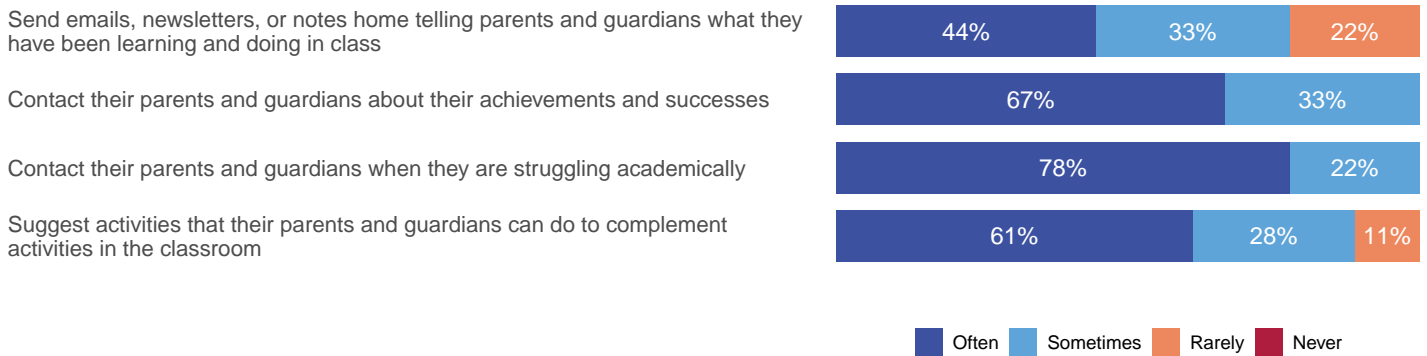 Send emails, newsletters, or notes home telling parents and guardians what they
have been learning and doing in class
44% 33% 22%
Contact their parents and guardians about their achievements and successes
67% 33%
Contact their parents and guardians when they are struggling academically
78% 22%
Suggest activities that their parents and guardians can do to complement
activities in the classroom
61% 28% 11%
Often Sometimes Rarely Never